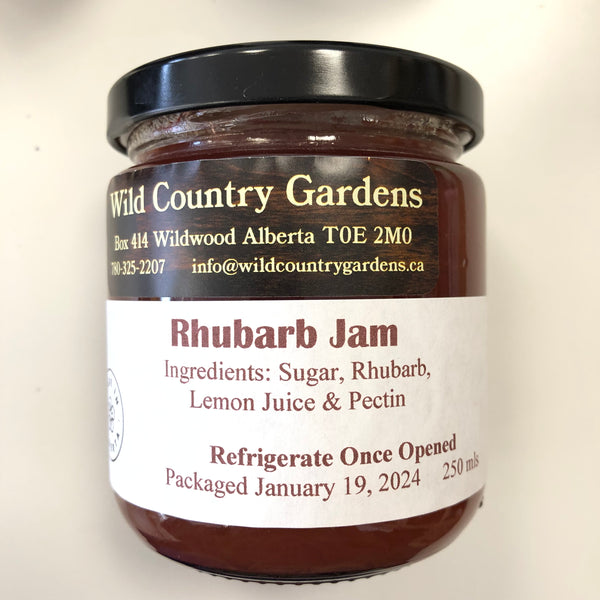 Wild Country Gardens
Box 414 Wildwood Alberta T0E 2M0
780-325-2207 info@wildcountrygardens.ca
Rhubarb Jam
Ingredients: Sugar, Rhubarb,
Lemon Juice & Pectin
Refrigerate Once Opened
Packaged January 19, 2024 250 mls